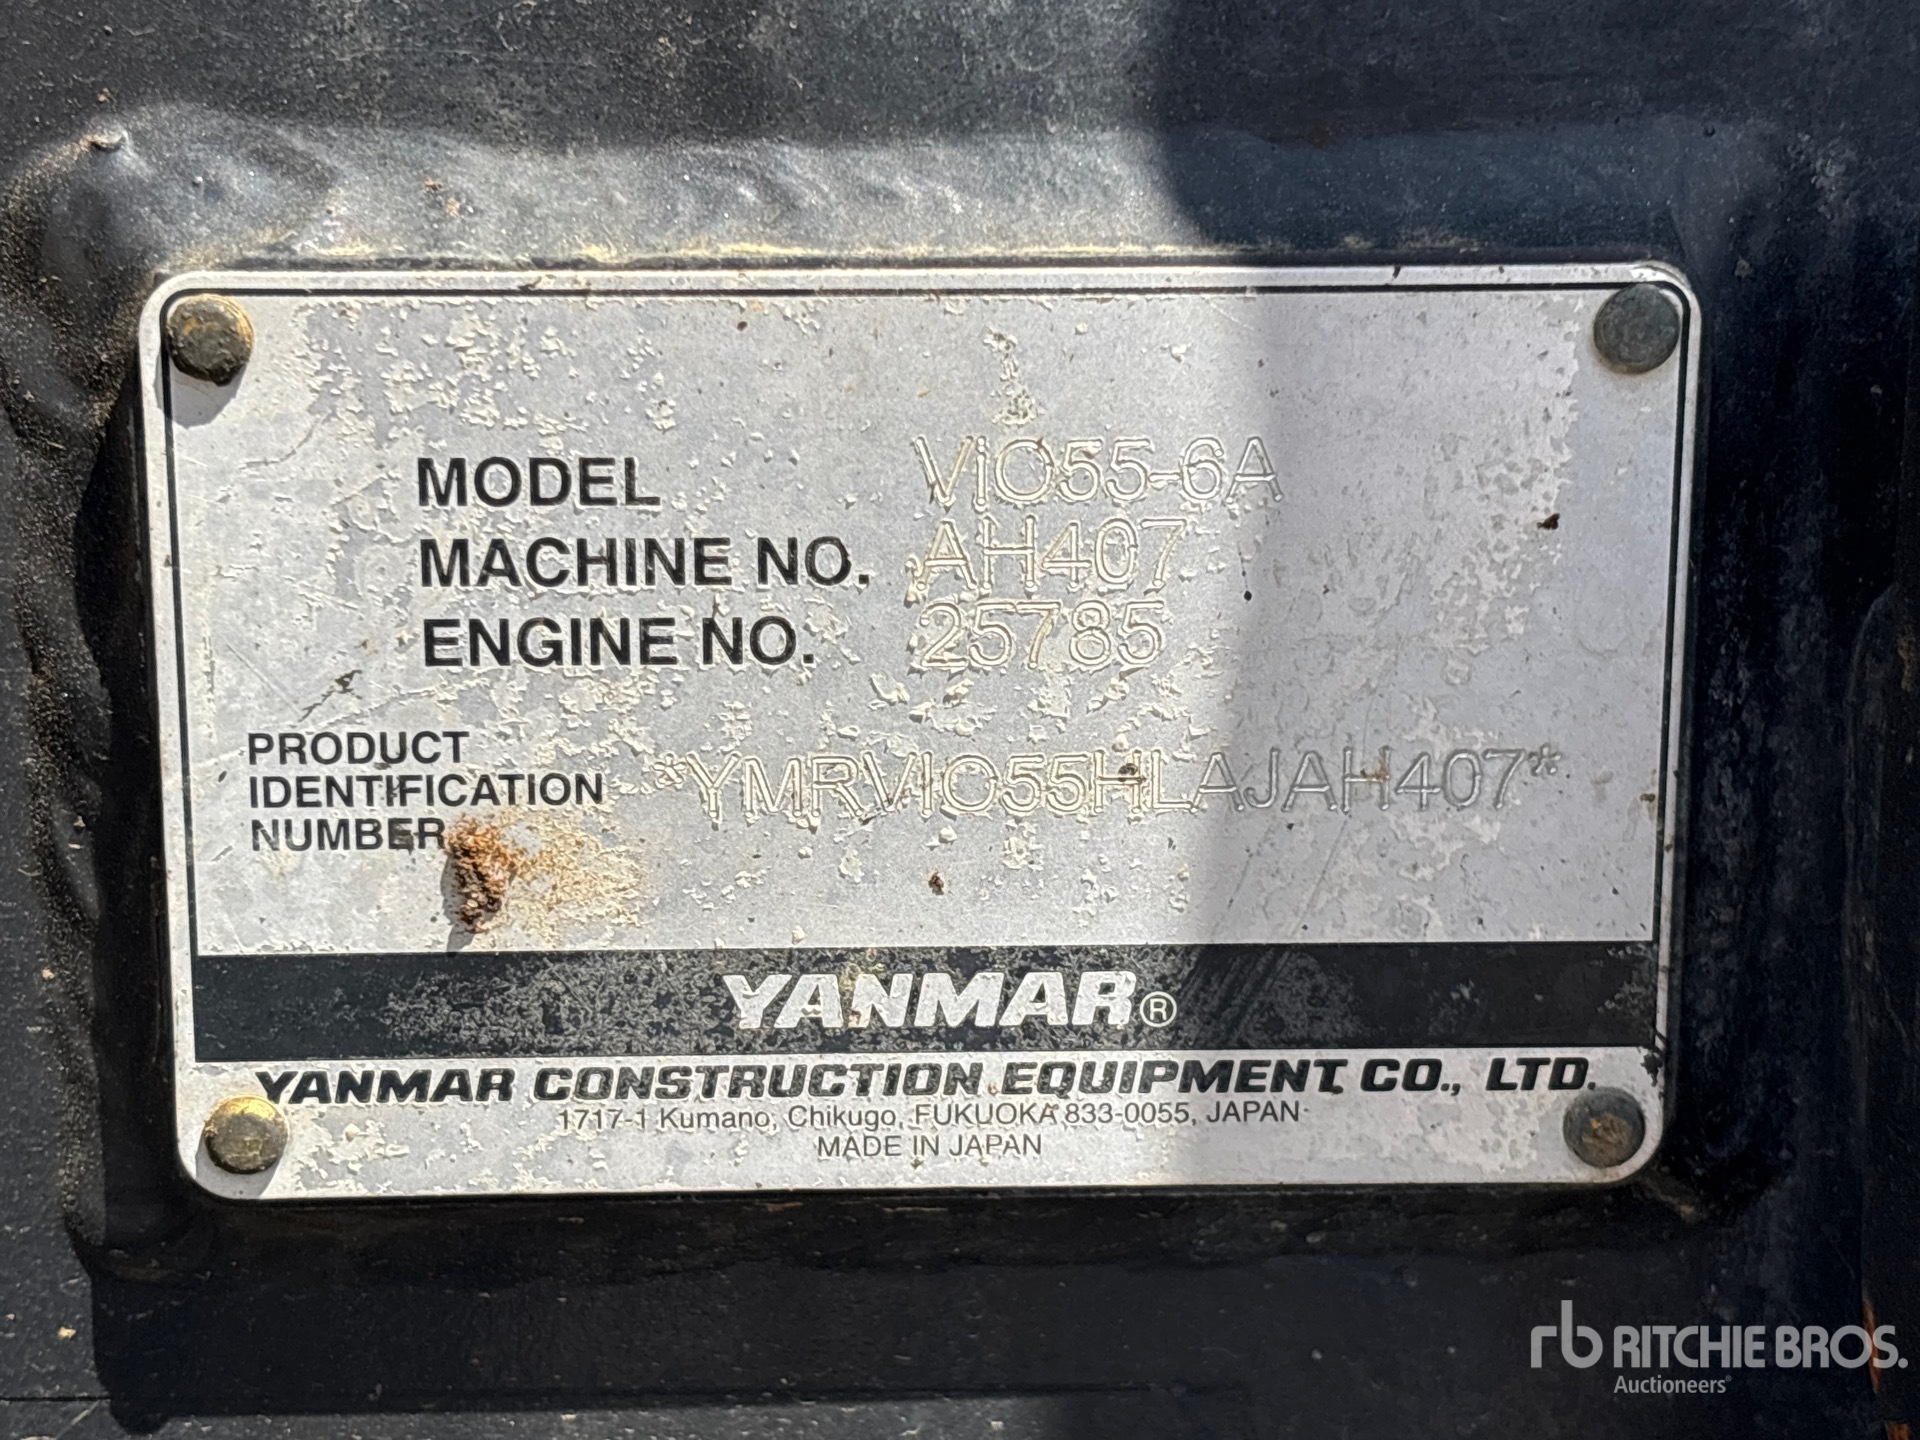 MODEL ViO55-6A
MACHINE NO. AH407
ENGINE NO. 25785
PRODUCT
IDENTIFICATION
NUMBER
*YMRVIO55HLAJAH407*
YANMAR®
YANMAR CONSTRUCTION EQUIPMENT CO., LTD.
1717-1 Kumano, Chikugo, FUKUOKA 833-0055, JAPAN
MADE IN JAPAN
rb RITCHIE BROS.
Auctioneers®